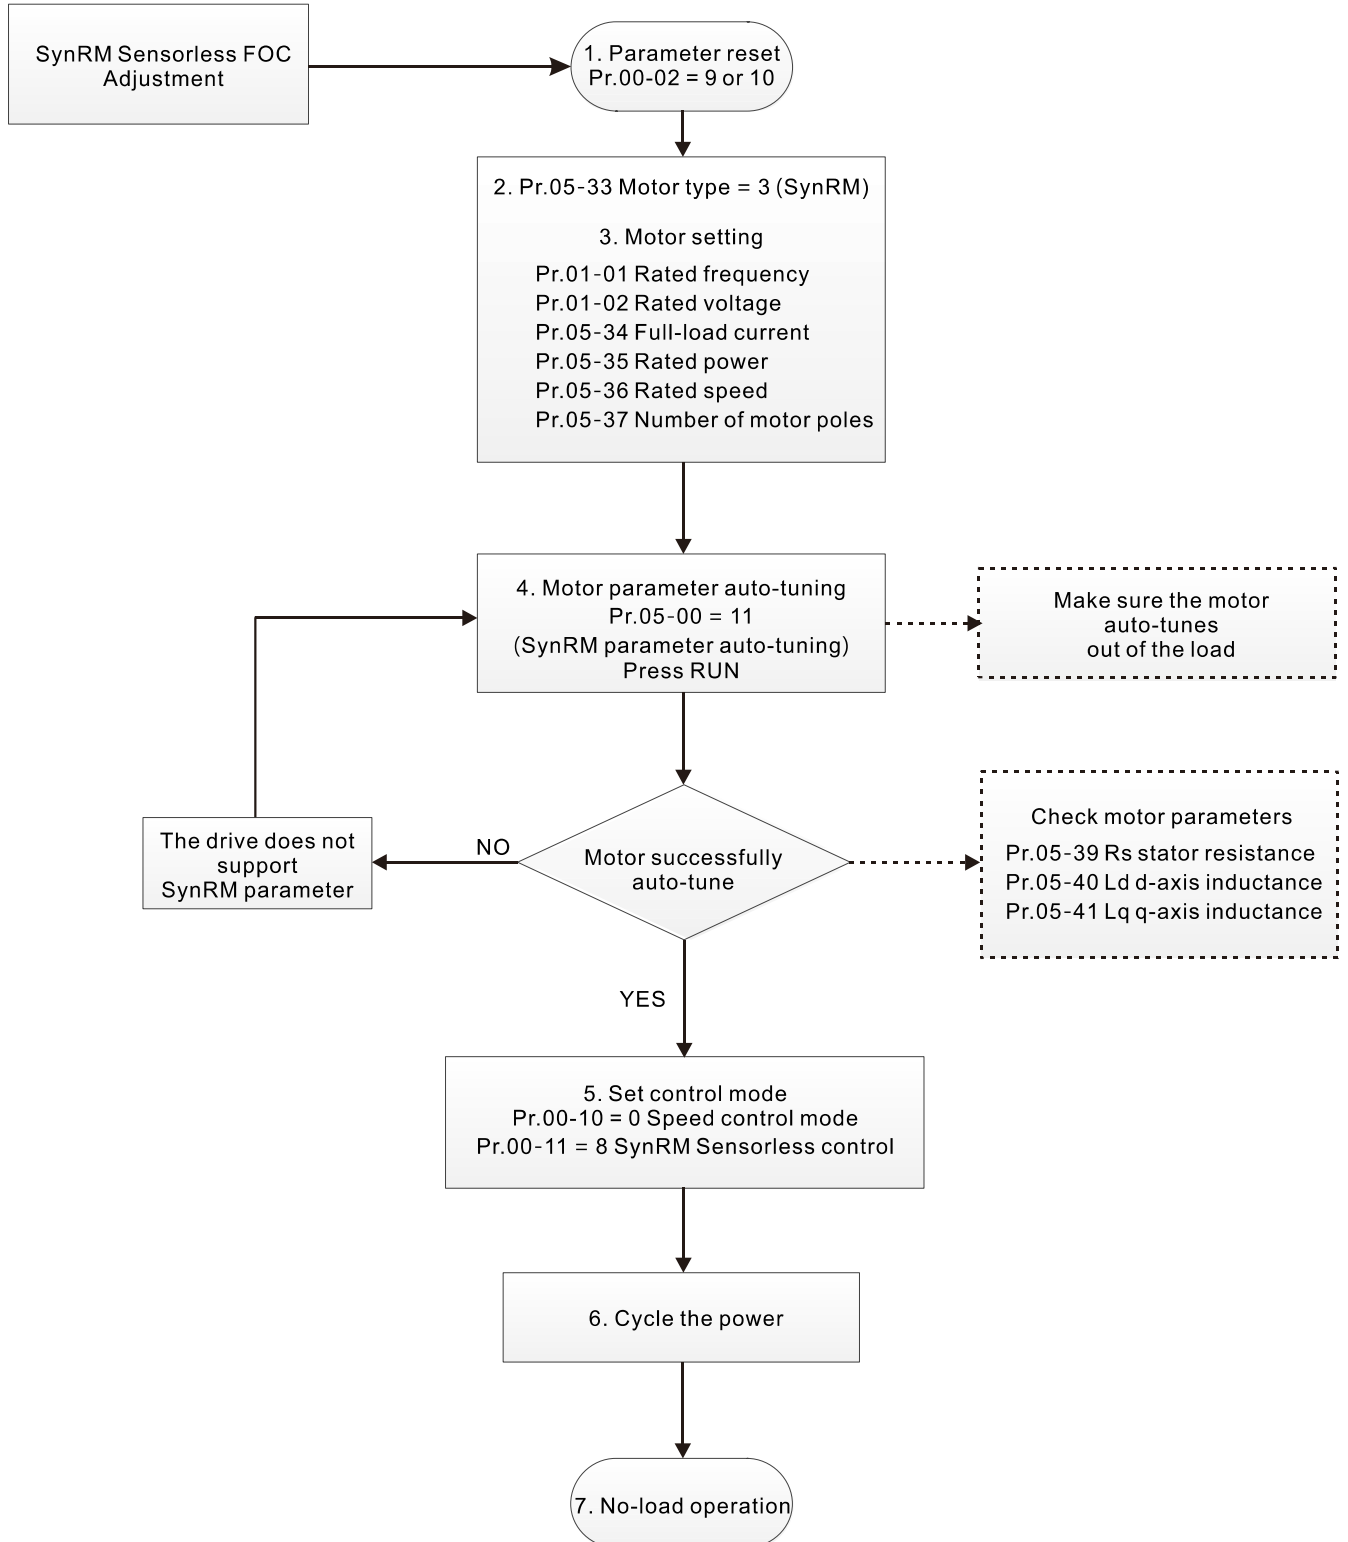 SynRM Sensorless FOC
Adjustment
1. Parameter reset
Pr.00-02 = 9 or 10
2. Pr.05-33 Motor type = 3 (SynRM)
3. Motor setting
Pr.01-01 Rated frequency
Pr.01-02 Rated voltage
Pr.05-34 Full-load current
Pr.05-35 Rated power
Pr.05-36 Rated speed
Pr.05-37 Number of motor poles
4. Motor parameter auto-tuning
Pr.05-00 = 11
(SynRM parameter auto-tuning)
Press RUN
Make sure the motor
auto-tunes
out of the load
The drive does not
support
SynRM parameter
NO
Motor successfully
auto-tune
Check motor parameters
Pr.05-39 Rs stator resistance
Pr.05-40 Ld d-axis inductance
Pr.05-41 Lq q-axis inductance
YES
5. Set control mode
Pr.00-10 = 0 Speed control mode
Pr.00-11 = 8 SynRM Sensorless control
6. Cycle the power
7. No-load operation